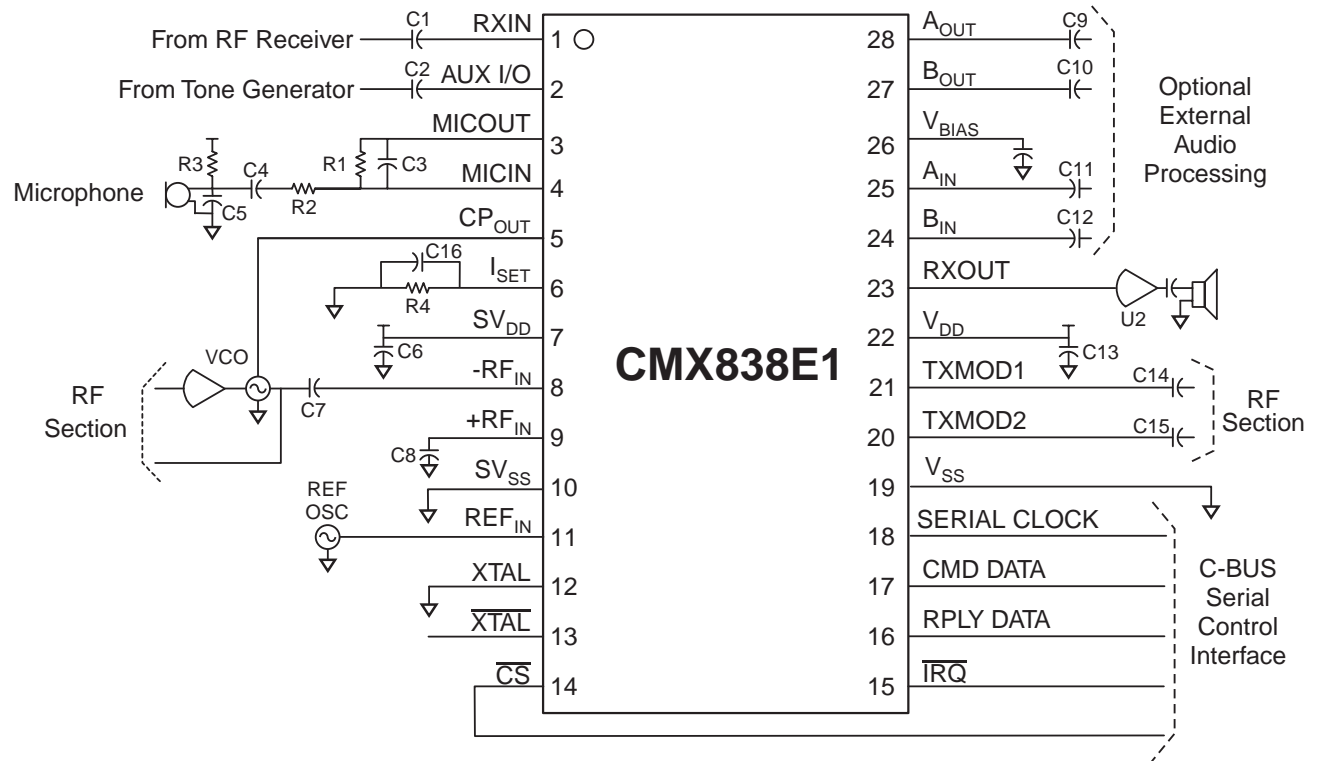 C1
RXIN
From RF Receiver
1
C2
AUX I/O
From Tone Generator
2
MICOUT
3
R3
C4
R1
C3
MICIN
Microphone
4
C5
R2
CP_OUT
5
C16
I_SET
6
R4
SV_DD
7
C6
VCO
-RF_IN
8
C7
RF
Section
+RF_IN
9
C8
SV_SS
10
REF
OSC
REF_IN
11
XTAL
12
XTAL
13
CS
14
CMX838E1
A_OUT
C9
28
B_OUT
C10
27
V_BIAS
26
A_IN
C11
25
B_IN
C12
24
Optional
External
Audio
Processing
RXOUT
23
U2
V_DD
22
C13
TXMOD1
C14
21
TXMOD2
C15
20
RF
Section
V_SS
19
SERIAL CLOCK
18
CMD DATA
17
RPLY DATA
16
IRQ
15
C-BUS
Serial
Control
Interface